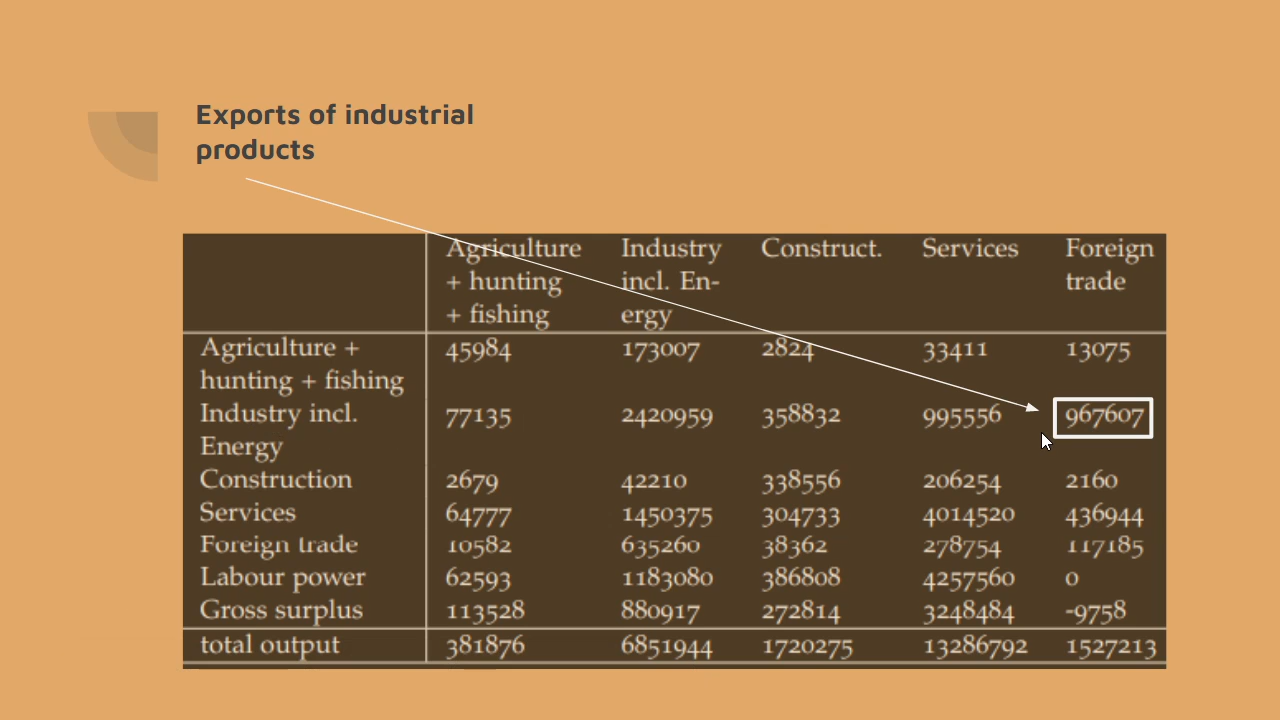 Exports of industrial
products
Agriculture Industry Construct. Services Foreign
+ hunting incl. En- trade
+ fishing ergy
Agriculture + 45984 173007 2824 33411 13075
hunting + fishing
Industry incl. 77135 2420959 358832 995556 967607
Energy
Construction 2679 42210 338556 206254 2160
Services 64777 1450375 304733 4014520 436944
Foreign trade 10582 635260 38362 278754 117185
Labour power 62593 1183080 386808 4257560 0
Gross surplus 113528 880917 272814 3248484 -9758
total output 381876 6851944 1720275 13286792 1527213